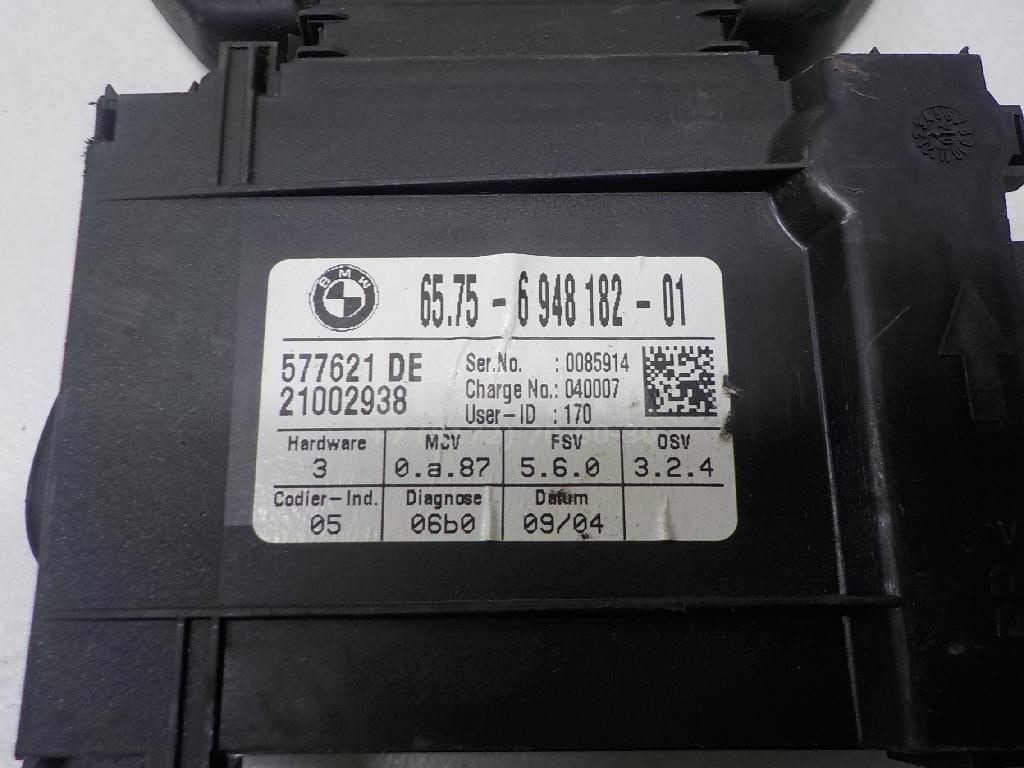 BMW
65.75 - 6 948 182 - 01
577621 DE
21002938
Ser.No. : 0085914
Charge No.: 040007
User-ID : 170
Hardware MCV FSV OSV
3 0.a.87 5.6.0 3.2.4
Codier-Ind. Diagnose Datum
05 06b0 09/04